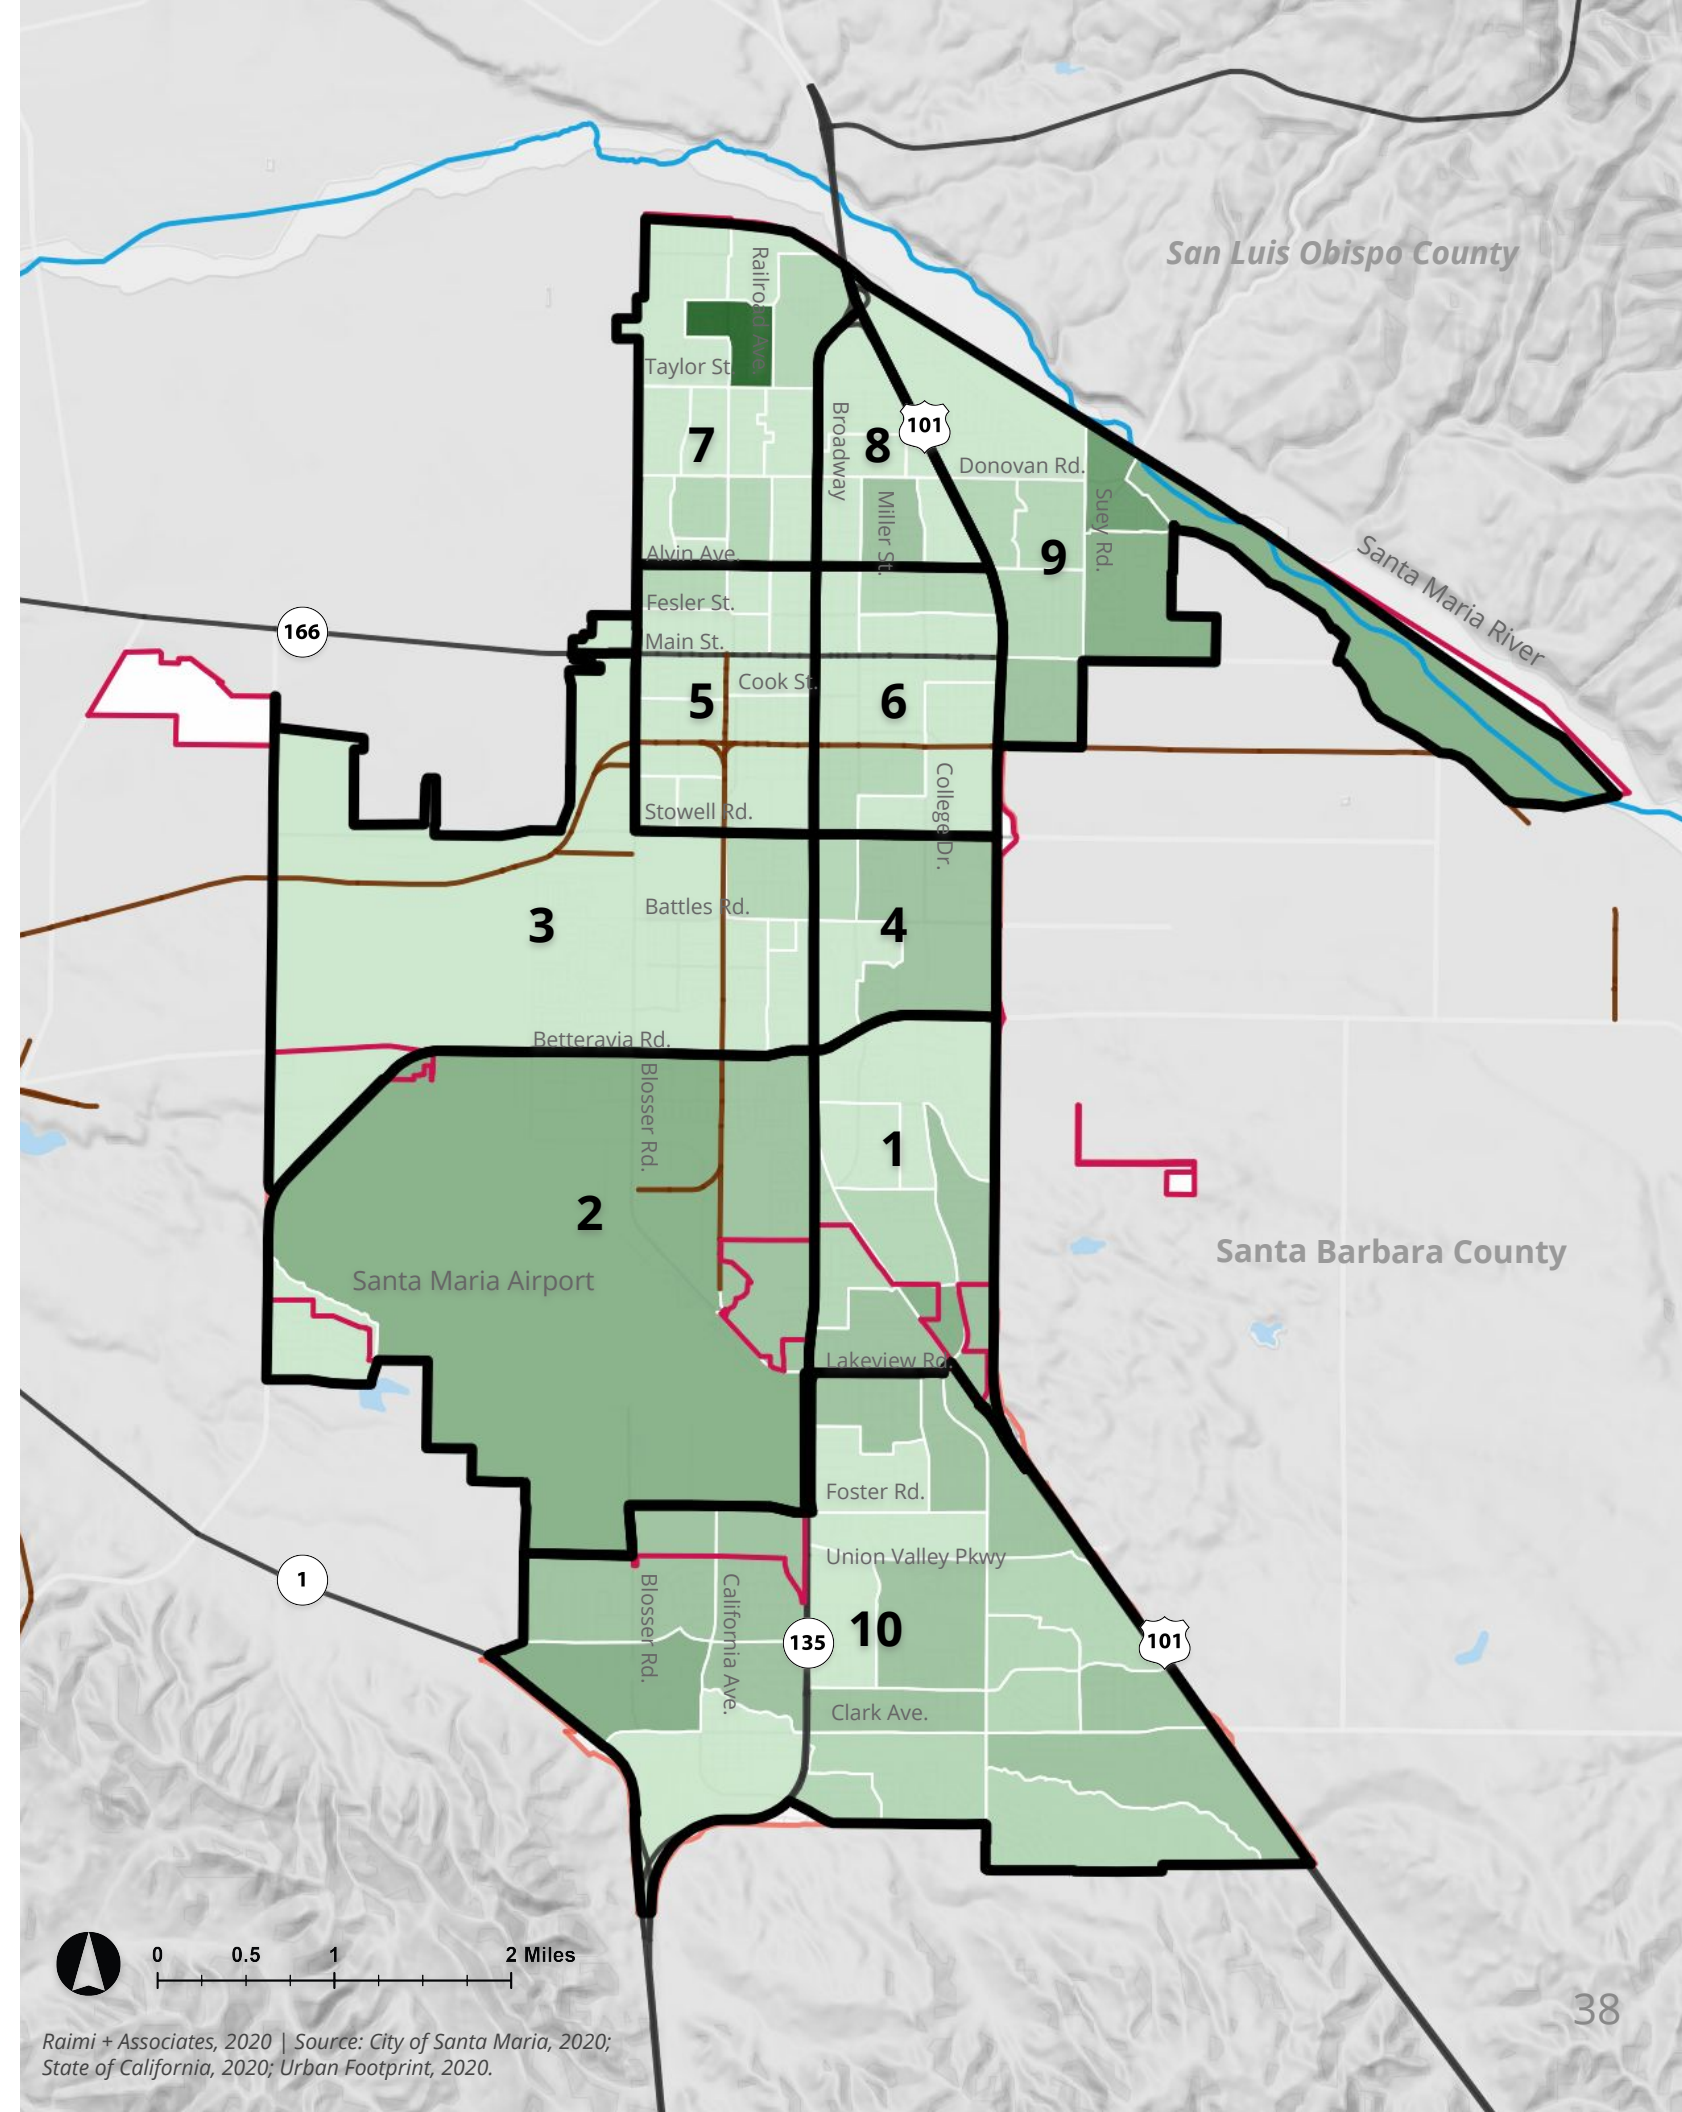 San Luis Obispo County
Railroad Ave.
Taylor St.
7
Broadway
8
101
Donovan Rd.
Miller St.
Suey Rd.
9
Alvin Ave.
Santa Maria River
Fesler St.
166
Main St.
Cook St.
5
6
College Dr.
Stowell Rd.
Battles Rd.
3
4
Betteravia Rd.
Blosser Rd.
1
2
Santa Barbara County
Santa Maria Airport
Lakeview Rd.
Foster Rd.
Union Valley Pkwy
1
Blosser Rd.
California Ave.
135
10
101
Clark Ave.
0 0.5 1 2 Miles
38
Raimi + Associates, 2020 | Source: City of Santa Maria, 2020;
State of California, 2020; Urban Footprint, 2020.